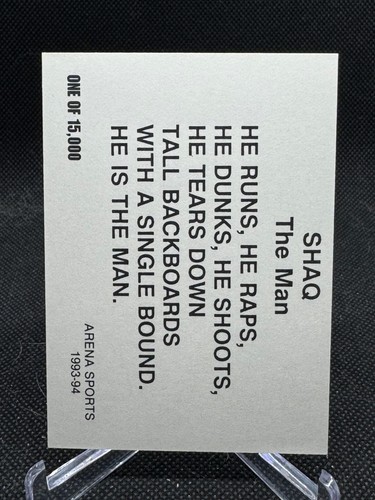 SHAQ
The Man
HE RUNS, HE RAPS,
HE DUNKS, HE SHOOTS,
HE TEARS DOWN
TALL BACKBOARDS
WITH A SINGLE BOUND.
HE IS THE MAN.
ARENA SPORTS
1993-94
ONE OF 15,000